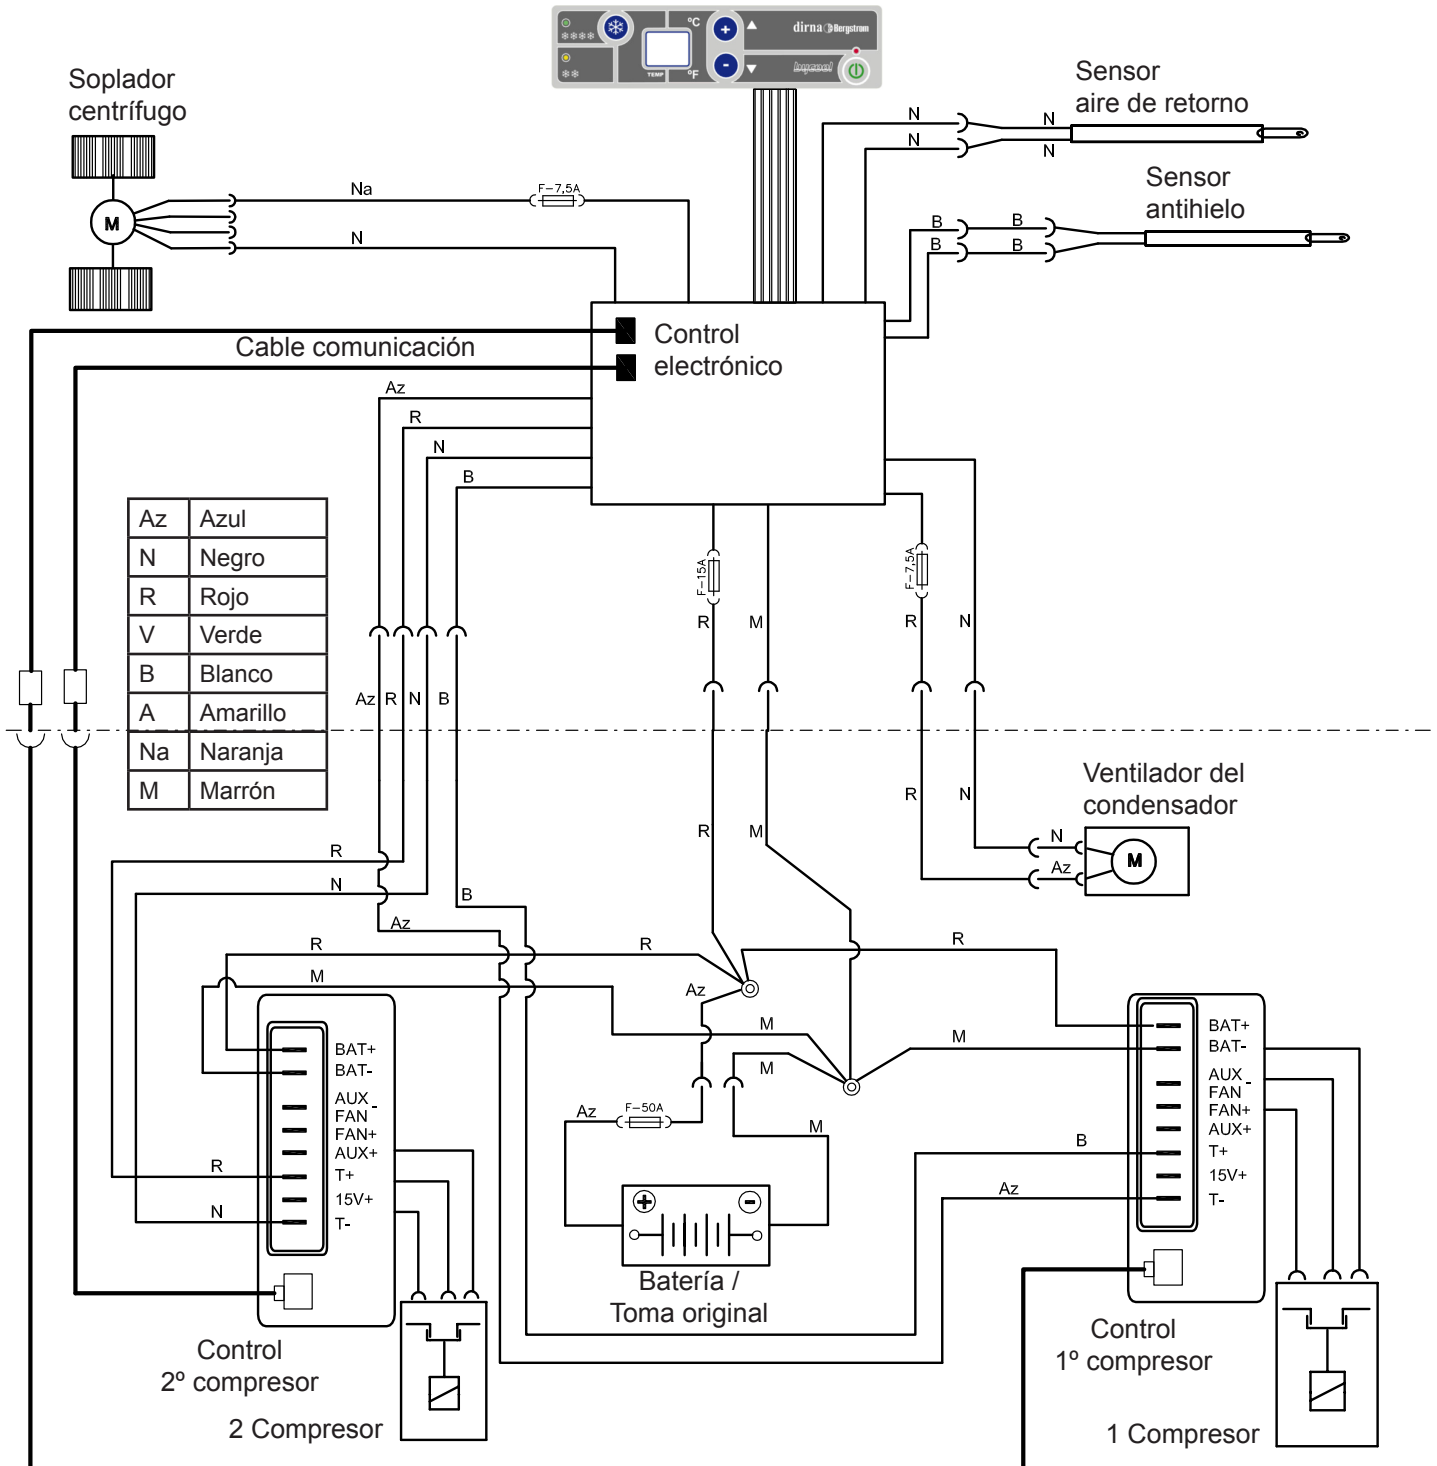 ºC
ºF
TEMP
+
-
dirna Bergstrom
bycool
Soplador
centrífugo
Sensor
aire de retorno
N
N
N
N
Sensor
antihielo
B
B
B
B
Na
F-7,5A
N
M
Control
electrónico
Cable comunicación
Az
R
N
B
Az Azul
N Negro
R Rojo
V Verde
B Blanco
A Amarillo
Na Naranja
M Marrón
F-15A
F-7,5A
R
M
R
N
Az
R
N
B
Ventilador del
condensador
R
N
N
Az
M
R
M
R
N
B
Az
R
R
R
M
Az
M
M
M
Az
F-50A
M
BAT+
BAT-
AUX
FAN -
FAN+
AUX+
T+
15V+
T-
R
N
BAT+
BAT-
AUX
FAN -
FAN+
AUX+
T+
15V+
T-
B
Az
+
-
Batería /
Toma original
Control
2º compresor
2 Compresor
Control
1º compresor
1 Compresor